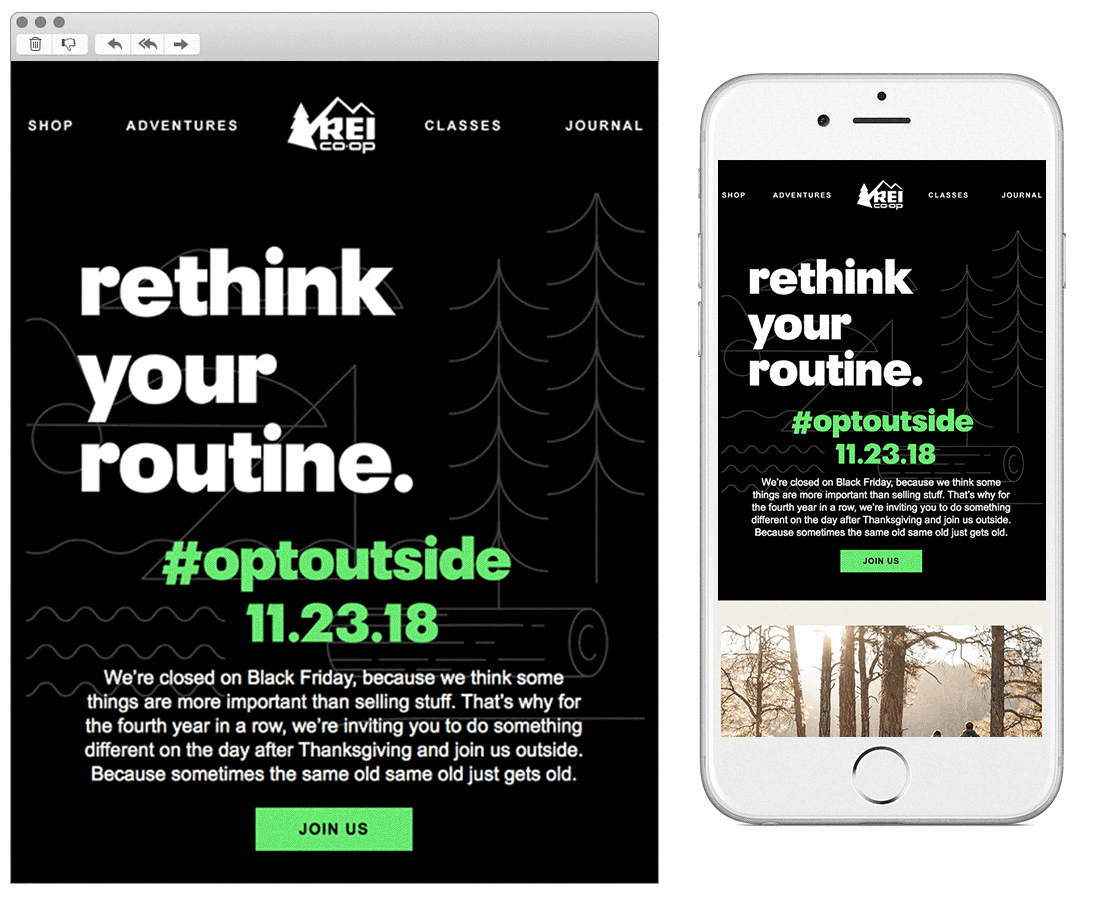 SHOP ADVENTURES REI co·op CLASSES JOURNAL
rethink
your
routine.
#optoutside
11.23.18
We're closed on Black Friday, because we think some
things are more important than selling stuff. That's why for
the fourth year in a row, we're inviting you to do something
different on the day after Thanksgiving and join us outside.
Because sometimes the same old same old just gets old.
JOIN US
SHOP ADVENTURES REI co·op CLASSES JOURNAL
rethink
your
routine.
#optoutside
11.23.18
We're closed on Black Friday, because we think some
things are more important than selling stuff. That's why for
the fourth year in a row, we're inviting you to do something
different on the day after Thanksgiving and join us outside.
Because sometimes the same old same old just gets old.
JOIN US